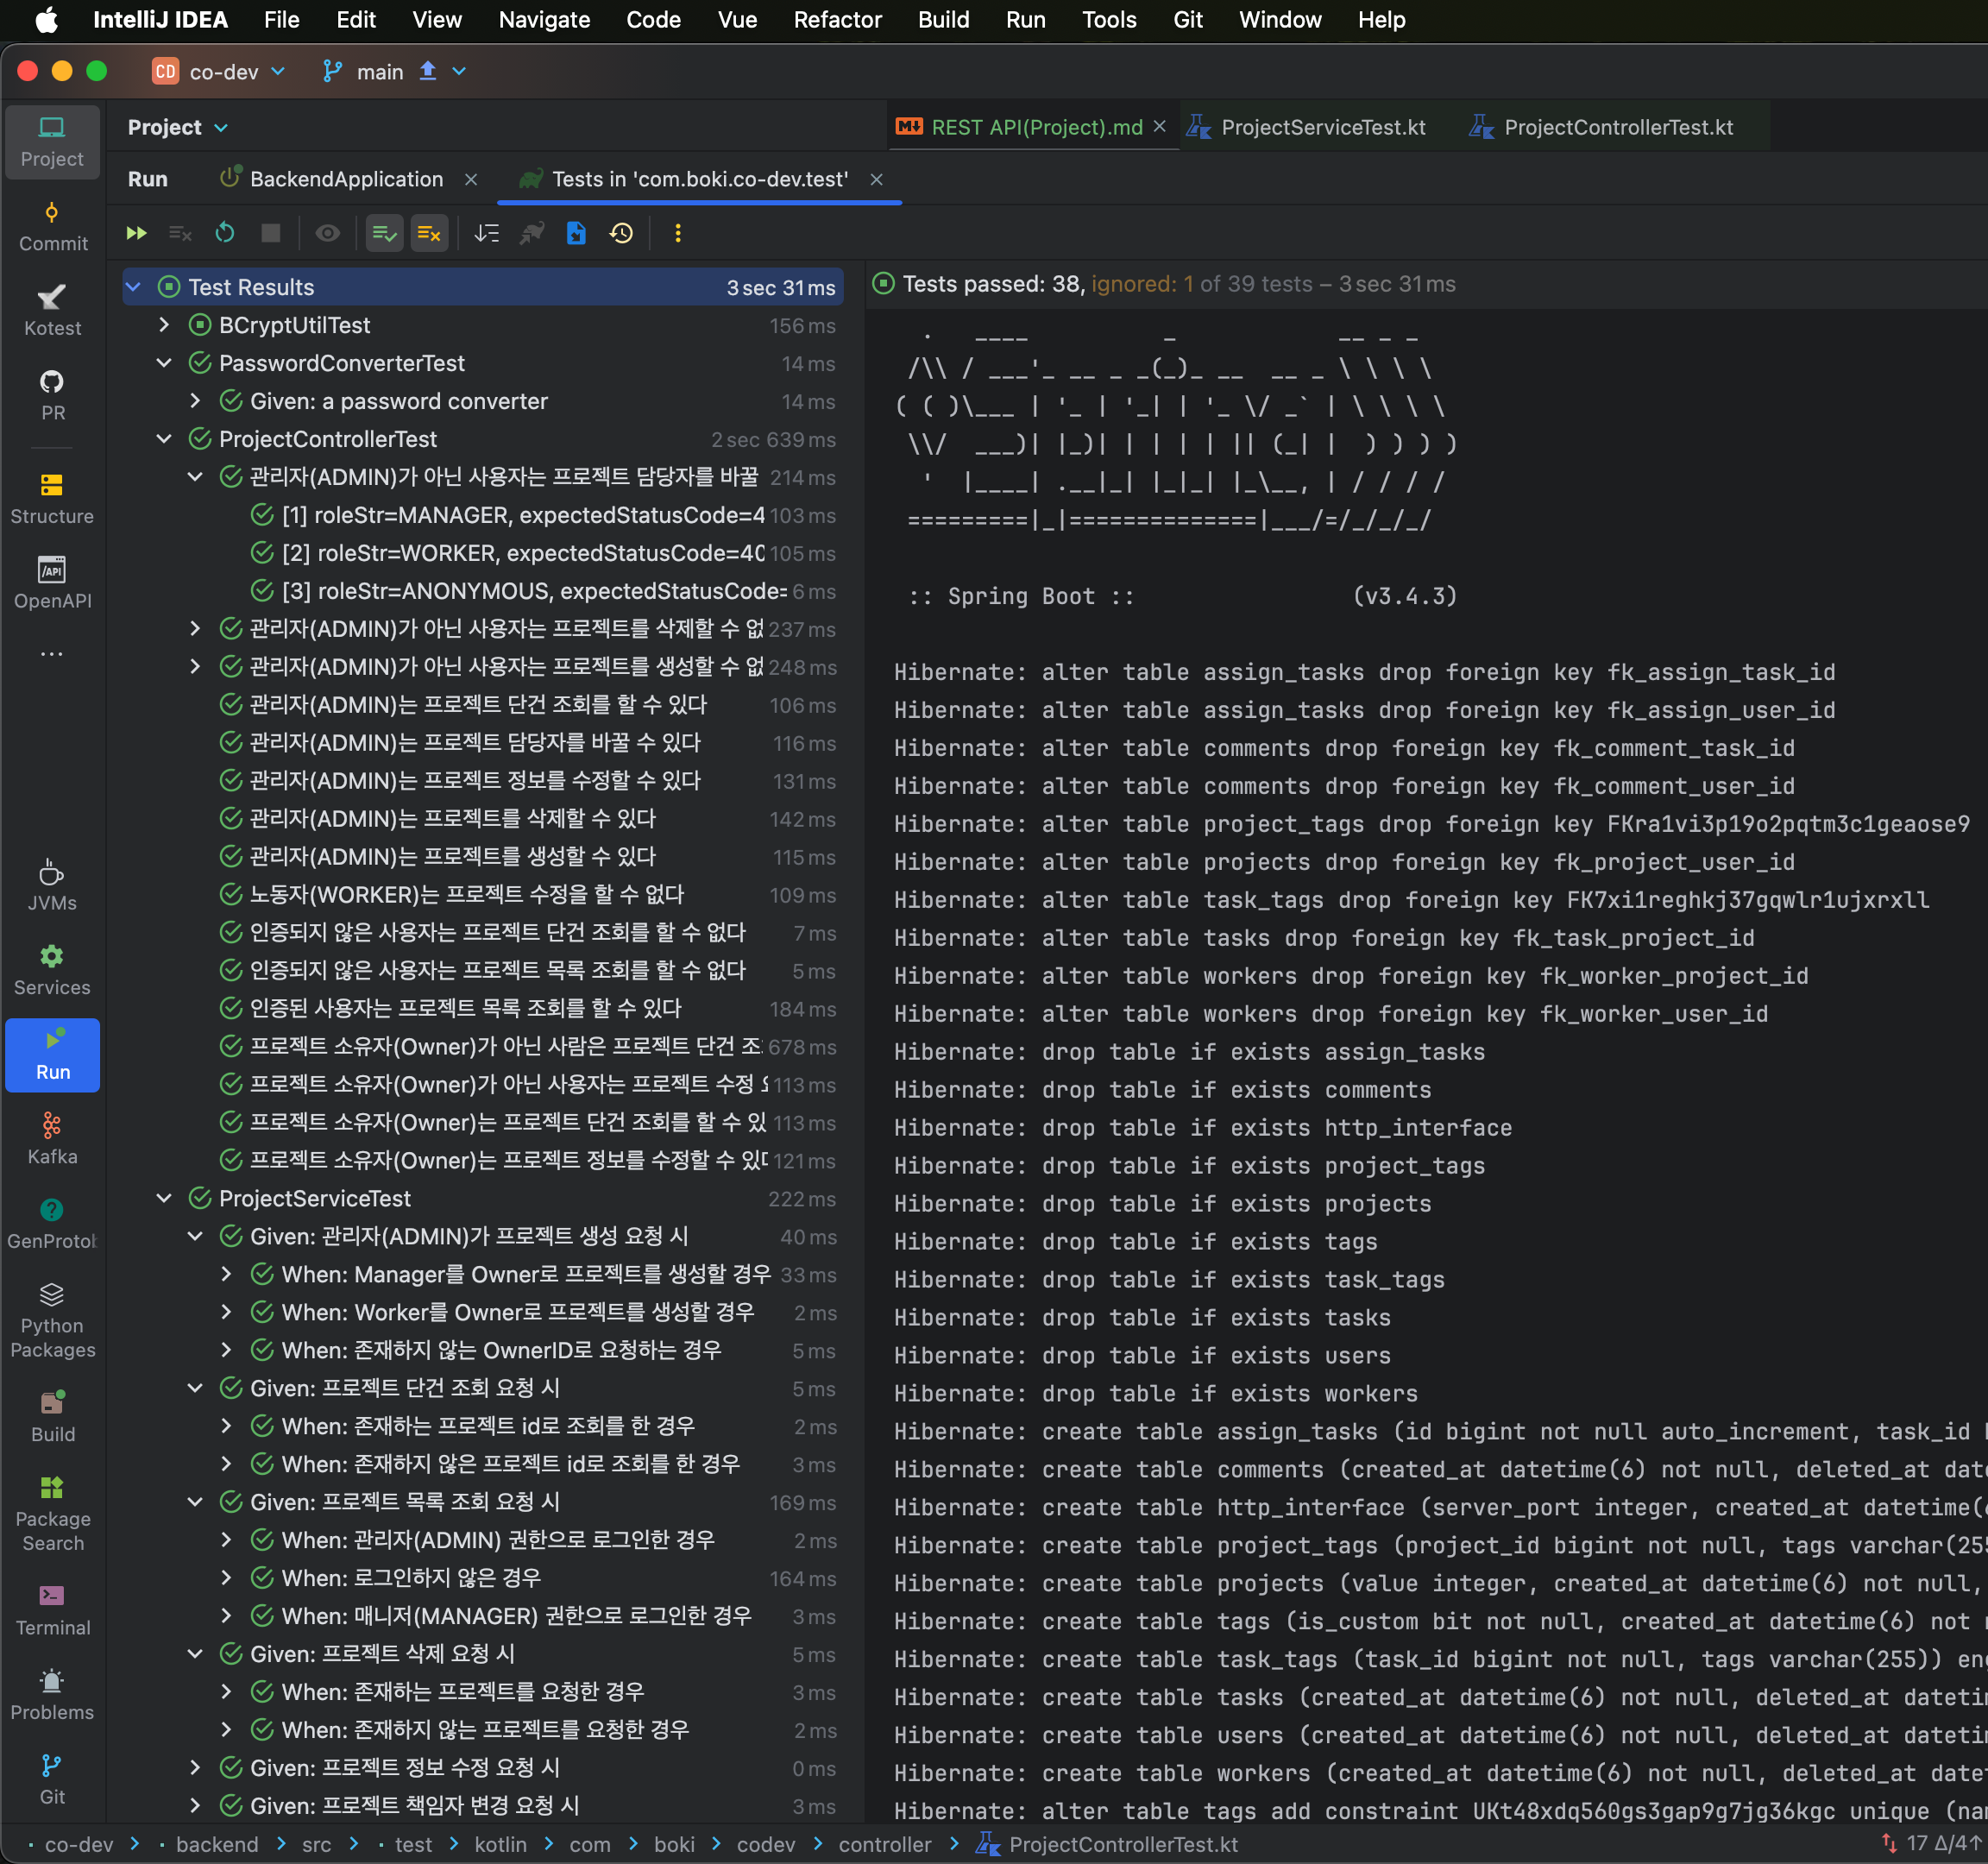 IntelliJ IDEA File Edit View Navigate Code Vue Refactor Build Run Tools Git Window Help
CD co-dev main
Project
REST API(Project).md
ProjectServiceTest.kt
ProjectControllerTest.kt
Run
BackendApplication
Tests in 'com.boki.co-dev.test'
Project
Commit
Kotest
PR
Structure
OpenAPI
JVMs
Services
Run
Kafka
GenProtob
Python
Packages
Build
Package
Search
Terminal
Problems
Git
Test Results 3 sec 31 ms
BCryptUtilTest 156 ms
PasswordConverterTest 14 ms
Given: a password converter 14 ms
ProjectControllerTest 2 sec 639 ms
관리자(ADMIN)가 아닌 사용자는 프로젝트 담당자를 바꿀 214 ms
[1] roleStr=MANAGER, expectedStatusCode=4 103 ms
[2] roleStr=WORKER, expectedStatusCode=40 105 ms
[3] roleStr=ANONYMOUS, expectedStatusCode= 6 ms
관리자(ADMIN)가 아닌 사용자는 프로젝트를 삭제할 수 없 237 ms
관리자(ADMIN)가 아닌 사용자는 프로젝트를 생성할 수 없 248 ms
관리자(ADMIN)는 프로젝트 단건 조회를 할 수 있다 106 ms
관리자(ADMIN)는 프로젝트 담당자를 바꿀 수 있다 116 ms
관리자(ADMIN)는 프로젝트 정보를 수정할 수 있다 131 ms
관리자(ADMIN)는 프로젝트를 삭제할 수 있다 142 ms
관리자(ADMIN)는 프로젝트를 생성할 수 있다 115 ms
노동자(WORKER)는 프로젝트 수정을 할 수 없다 109 ms
인증되지 않은 사용자는 프로젝트 단건 조회를 할 수 없다 7 ms
인증되지 않은 사용자는 프로젝트 목록 조회를 할 수 없다 5 ms
인증된 사용자는 프로젝트 목록 조회를 할 수 있다 184 ms
프로젝트 소유자(Owner)가 아닌 사람은 프로젝트 단건 조 678 ms
프로젝트 소유자(Owner)가 아닌 사용자는 프로젝트 수정 113 ms
프로젝트 소유자(Owner)는 프로젝트 단건 조회를 할 수 있 113 ms
프로젝트 소유자(Owner)는 프로젝트 정보를 수정할 수 있 121 ms
ProjectServiceTest 222 ms
Given: 관리자(ADMIN)가 프로젝트 생성 요청 시 40 ms
When: Manager를 Owner로 프로젝트를 생성할 경우 33 ms
When: Worker를 Owner로 프로젝트를 생성할 경우 2 ms
When: 존재하지 않는 OwnerID로 요청하는 경우 5 ms
Given: 프로젝트 단건 조회 요청 시 5 ms
When: 존재하는 프로젝트 id로 조회를 한 경우 2 ms
When: 존재하지 않은 프로젝트 id로 조회를 한 경우 3 ms
Given: 프로젝트 목록 조회 요청 시 169 ms
When: 관리자(ADMIN) 권한으로 로그인한 경우 2 ms
When: 로그인하지 않은 경우 164 ms
When: 매니저(MANAGER) 권한으로 로그인한 경우 3 ms
Given: 프로젝트 삭제 요청 시 5 ms
When: 존재하는 프로젝트를 요청한 경우 3 ms
When: 존재하지 않는 프로젝트를 요청한 경우 2 ms
Given: 프로젝트 정보 수정 요청 시 0 ms
Given: 프로젝트 책임자 변경 요청 시 3 ms
Tests passed: 38, ignored: 1 of 39 tests – 3 sec 31 ms
:: Spring Boot :: (v3.4.3)
Hibernate: alter table assign_tasks drop foreign key fk_assign_task_id
Hibernate: alter table assign_tasks drop foreign key fk_assign_user_id
Hibernate: alter table comments drop foreign key fk_comment_task_id
Hibernate: alter table comments drop foreign key fk_comment_user_id
Hibernate: alter table project_tags drop foreign key FKra1vi3p19o2pqtm3c1geaose9
Hibernate: alter table projects drop foreign key fk_project_user_id
Hibernate: alter table task_tags drop foreign key FK7xi1reghkj37gqwlr1ujxrxll
Hibernate: alter table tasks drop foreign key fk_task_project_id
Hibernate: alter table workers drop foreign key fk_worker_project_id
Hibernate: alter table workers drop foreign key fk_worker_user_id
Hibernate: drop table if exists assign_tasks
Hibernate: drop table if exists comments
Hibernate: drop table if exists http_interface
Hibernate: drop table if exists project_tags
Hibernate: drop table if exists projects
Hibernate: drop table if exists tags
Hibernate: drop table if exists task_tags
Hibernate: drop table if exists tasks
Hibernate: drop table if exists users
Hibernate: drop table if exists workers
Hibernate: create table assign_tasks (id bigint not null auto_increment, task_id
Hibernate: create table comments (created_at datetime(6) not null, deleted_at date
Hibernate: create table http_interface (server_port integer, created_at datetime(
Hibernate: create table project_tags (project_id bigint not null, tags varchar(255
Hibernate: create table projects (value integer, created_at datetime(6) not null,
Hibernate: create table tags (is_custom bit not null, created_at datetime(6) not
Hibernate: create table task_tags (task_id bigint not null, tags varchar(255)) en
Hibernate: create table tasks (created_at datetime(6) not null, deleted_at datetim
Hibernate: create table users (created_at datetime(6) not null, deleted_at datetim
Hibernate: create table workers (created_at datetime(6) not null, deleted_at datet
Hibernate: alter table tags add constraint UKt48xdq560gs3gap9g7jg36kgc unique (na
co-dev > backend > src > test > kotlin > com > boki > codev > controller > ProjectControllerTest.kt
17 Δ/4↑